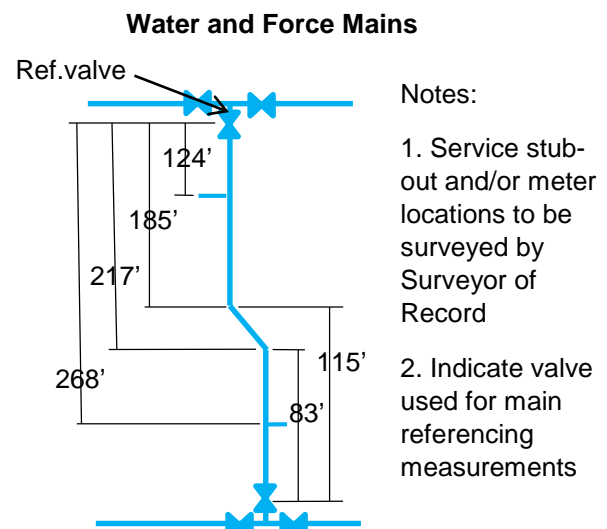 Water and Force Mains
Ref.valve
124’
185’
217’
268’
115’
83’
Notes:
1. Service stub-
out and/or meter
locations to be
surveyed by
Surveyor of
Record
2. Indicate valve
used for main
referencing
measurements